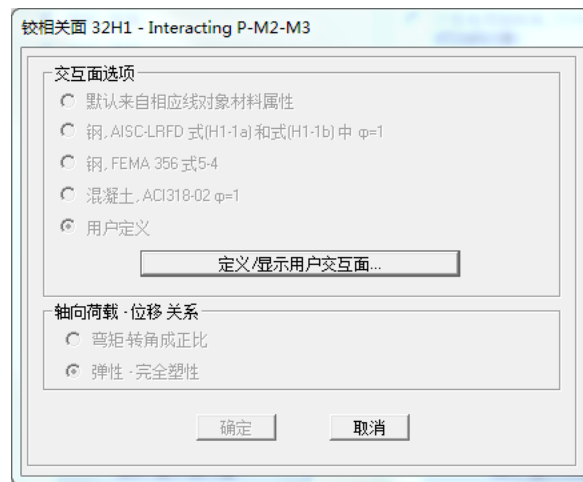 铰相关面 32H1 - Interacting P-M2-M3
交互面选项
默认来自相应线对象材料属性
钢, AISC-LRFD 式(H1-1a) 和式(H1-1b) 中 φ=1
钢, FEMA 356 式5-4
混凝土, ACI318-02 φ=1
用户定义
定义/显示用户交互面...
轴向荷载 - 位移 关系
弯矩-转角成正比
弹性 - 完全塑性
确定 取消